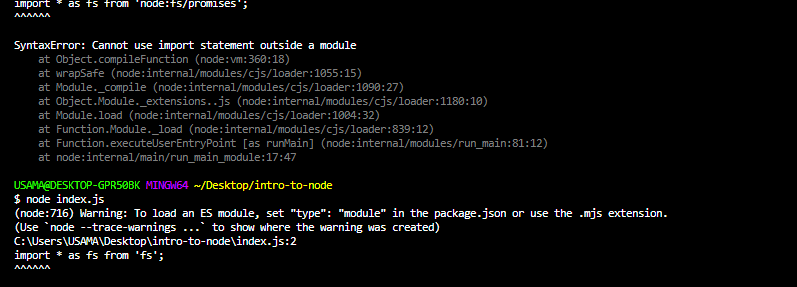 import * as fs from 'node:fs/promises';
^^^^^^
SyntaxError: Cannot use import statement outside a module
    at Object.compileFunction (node:vm:360:18)
    at wrapSafe (node:internal/modules/cjs/loader:1055:15)
    at Module._compile (node:internal/modules/cjs/loader:1090:27)
    at Object.Module._extensions..js (node:internal/modules/cjs/loader:1180:10)
    at Module.load (node:internal/modules/cjs/loader:1004:32)
    at Function.Module._load (node:internal/modules/cjs/loader:839:12)
    at Function.executeUserEntryPoint [as runMain] (node:internal/modules/run_main:81:12)
    at node:internal/main/run_main_module:17:47
USAMA@DESKTOP-GPR50BK MINGW64 ~/Desktop/intro-to-node
$ node index.js
(node:716) Warning: To load an ES module, set "type": "module" in the package.json or use the .mjs extension.
(Use `node --trace-warnings ...` to show where the warning was created)
C:\Users\USAMA\Desktop\intro-to-node\index.js:2
import * as fs from 'fs';
^^^^^^